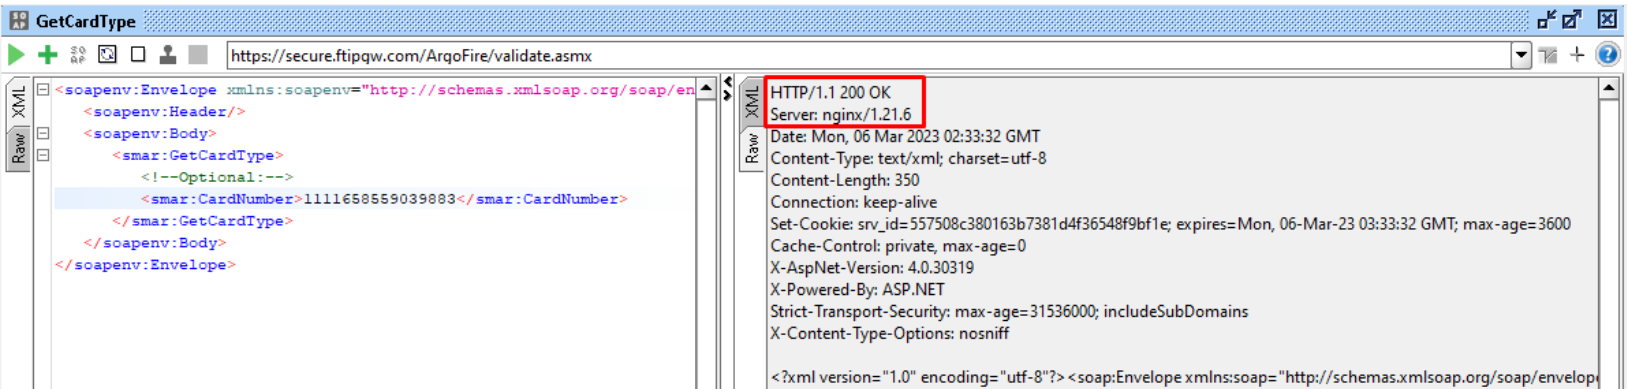 GetCardType
https://secure.ftipgw.com/ArgoFire/validate.asmx
XML
Raw
<soapenv:Envelope xmlns:soapenv="http://schemas.xmlsoap.org/soap/en
<soapenv:Header/>
<soapenv:Body>
<smar:GetCardType>
<!--Optional:-->
<smar:CardNumber>1111658559039883</smar:CardNumber>
</smar:GetCardType>
</soapenv:Body>
</soapenv:Envelope>
XML
Raw
HTTP/1.1 200 OK
Server: nginx/1.21.6
Date: Mon, 06 Mar 2023 02:33:32 GMT
Content-Type: text/xml; charset=utf-8
Content-Length: 350
Connection: keep-alive
Set-Cookie: srv_id=557508c380163b7381d4f36548f9bf1e; expires=Mon, 06-Mar-23 03:33:32 GMT; max-age=3600
Cache-Control: private, max-age=0
X-AspNet-Version: 4.0.30319
X-Powered-By: ASP.NET
Strict-Transport-Security: max-age=31536000; includeSubDomains
X-Content-Type-Options: nosniff
<?xml version="1.0" encoding="utf-8"?><soap:Envelope xmlns:soap="http://schemas.xmlsoap.org/soap/envelop